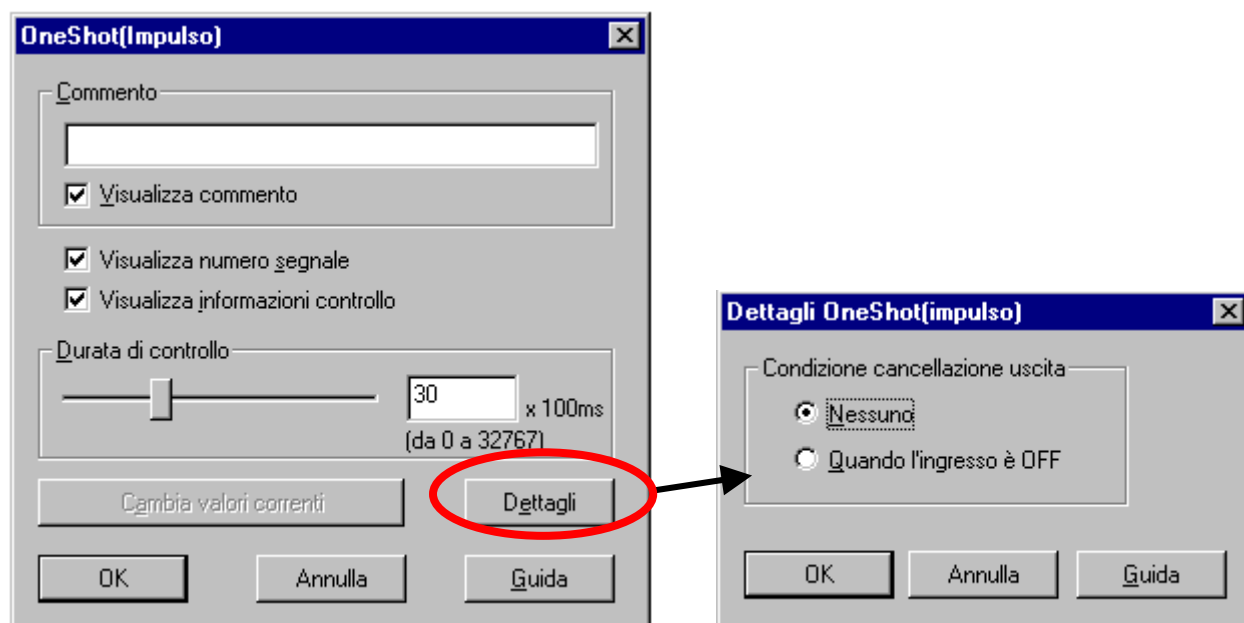 OneShot(Impulso)
Commento
Visualizza commento
Visualizza numero segnale
Visualizza informazioni controllo
Durata di controllo
30 x 100ms
(da 0 a 32767)
Cambia valori correnti Dettagli
OK Annulla Guida
Dettagli OneShot(impulso)
Condizione cancellazione uscita
Nessuno
Quando l'ingresso è OFF
OK Annulla Guida